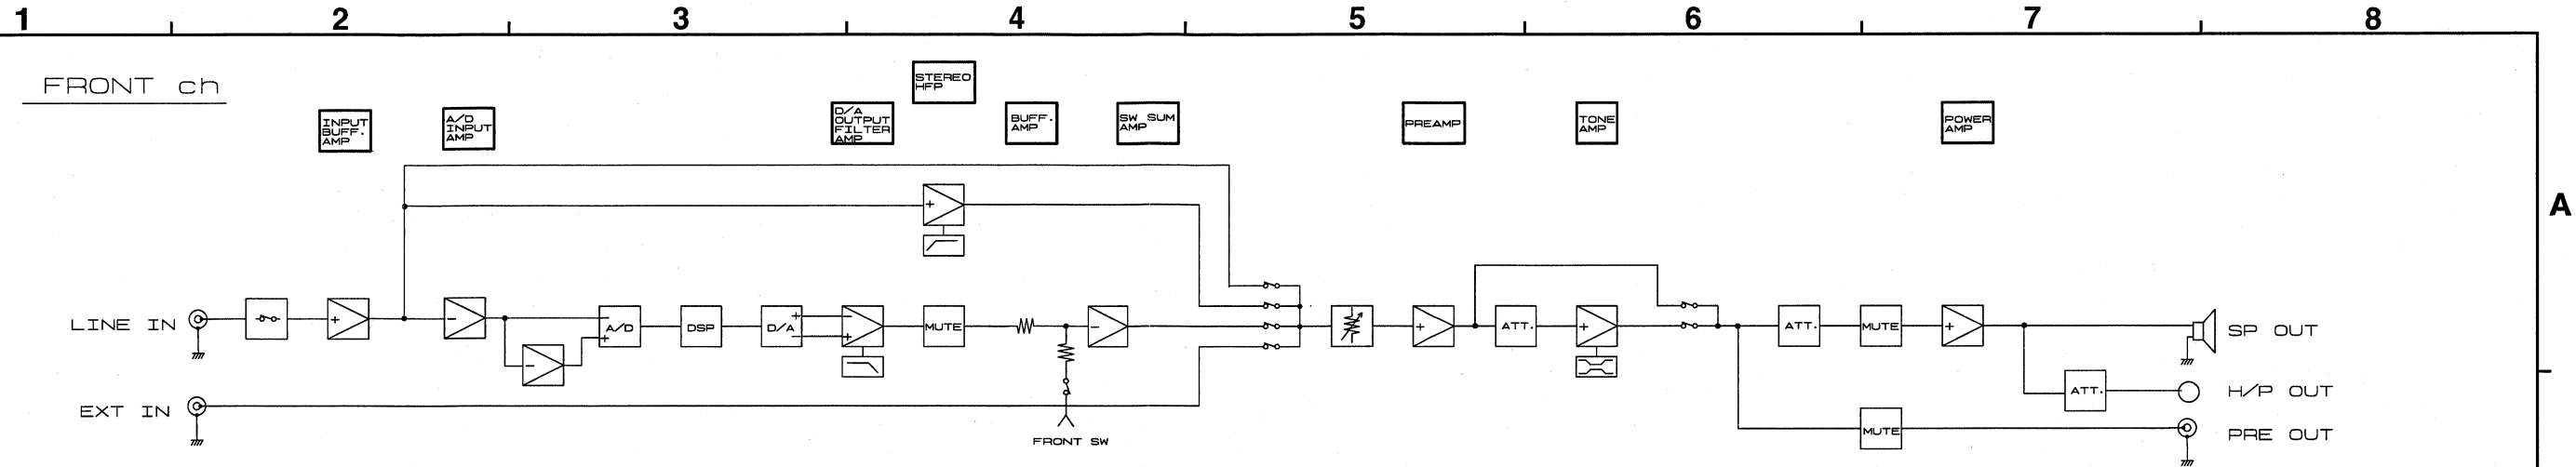 1 2 3 4 5 6 7 8
FRONT ch
STEREO
HFP
INPUT
BUFF.
AMP
A/D
INPUT
AMP
D/A
OUTPUT
FILTER
AMP
BUFF.
AMP
SW SUM
AMP
PREAMP
TONE
AMP
POWER
AMP
A
+
LINE IN
+
-
-
A/D
+
-
DSP
D/A
+
-
-
+
MUTE
-
+
ATT.
+
ATT.
MUTE
+
SP OUT
ATT.
H/P OUT
EXT IN
FRONT SW
MUTE
PRE OUT